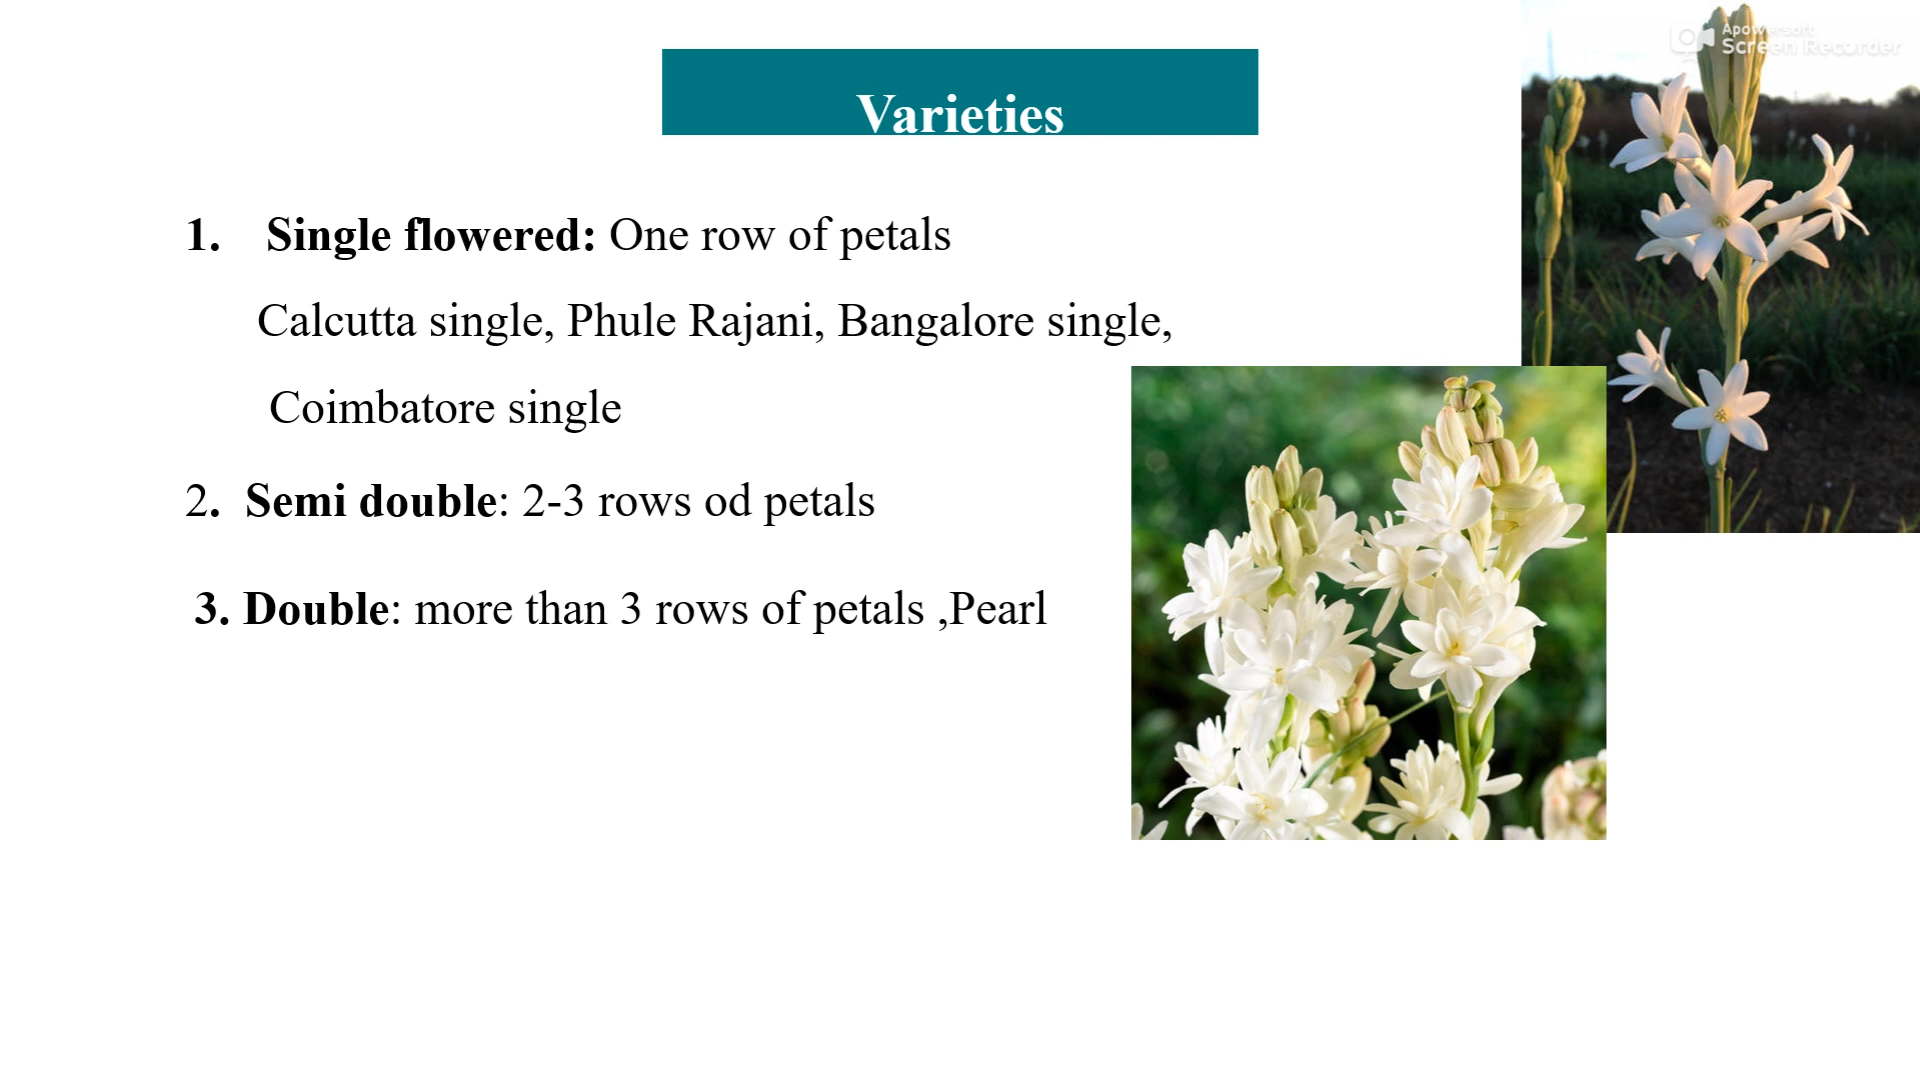 Apowersoft
Screen Recorder
Varieties
1. Single flowered: One row of petals
Calcutta single, Phule Rajani, Bangalore single,
Coimbatore single
2. Semi double: 2-3 rows od petals
3. Double: more than 3 rows of petals ,Pearl